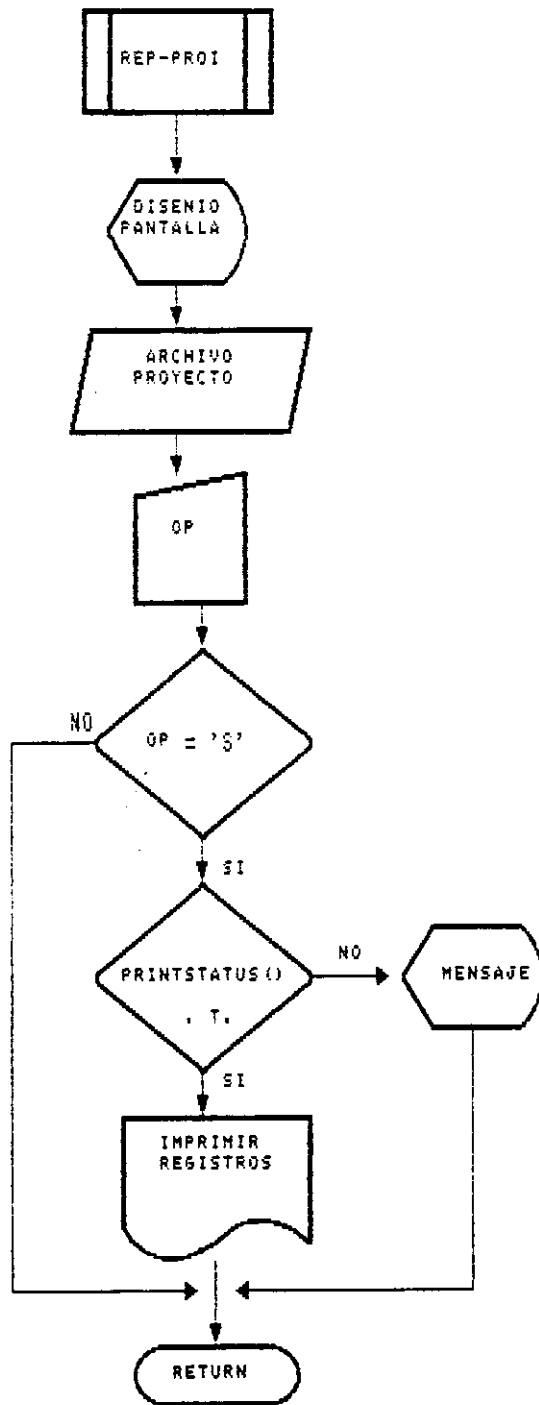 REP-PROI
DISENIO
PANTALLA
ARCHIVO
PROYECTO
OP
NO
OP = 'S'
SI
PRINTSTATUS()
. T.
NO
MENSAJE
SI
IMPRIMIR
REGISTROS
RETURN